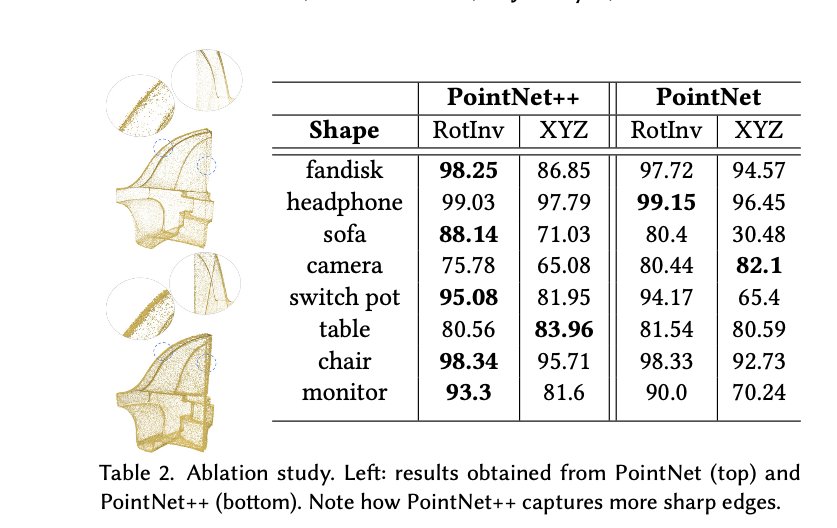 PointNet++ PointNet
Shape RotInv XYZ RotInv XYZ
fandisk 98.25 86.85 97.72 94.57
headphone 99.03 97.79 99.15 96.45
sofa 88.14 71.03 80.4 30.48
camera 75.78 65.08 80.44 82.1
switch pot 95.08 81.95 94.17 65.4
table 80.56 83.96 81.54 80.59
chair 98.34 95.71 98.33 92.73
monitor 93.3 81.6 90.0 70.24
Table 2. Ablation study. Left: results obtained from PointNet (top) and
PointNet++ (bottom). Note how PointNet++ captures more sharp edges.